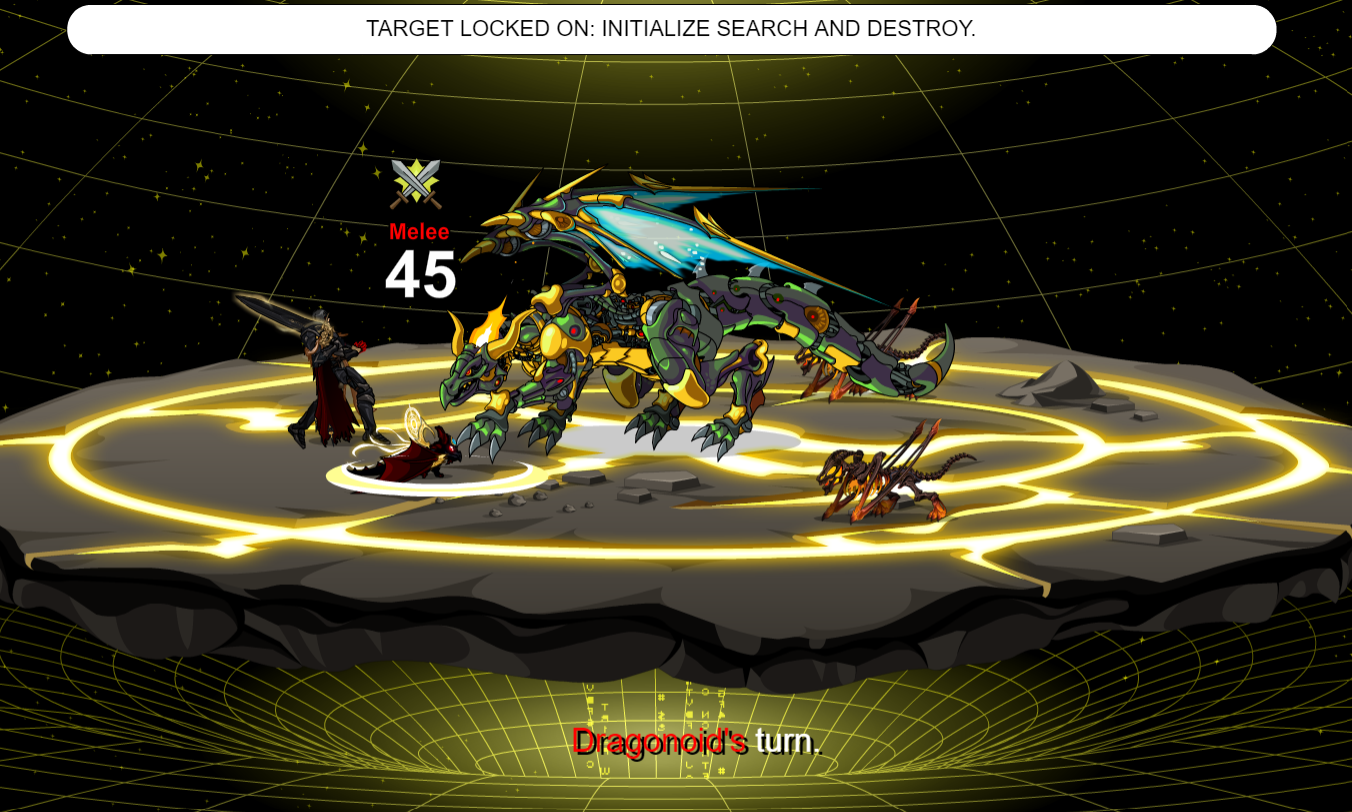 TARGET LOCKED ON: INITIALIZE SEARCH AND DESTROY.
Melee
45
Dragonoid's turn.